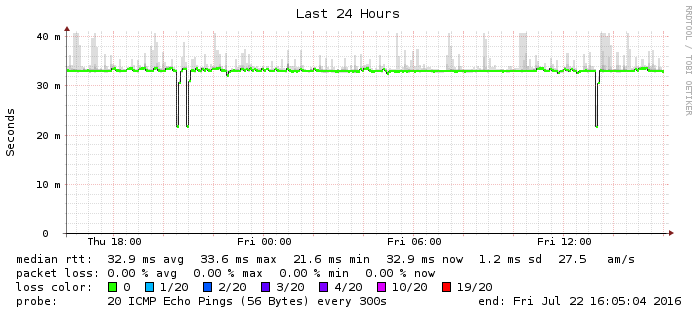 Last 24 Hours
RRDTOOL / TOBI OETIKER
Seconds
40 m
30 m
20 m
10 m
0
Thu 18:00 Fri 00:00 Fri 06:00 Fri 12:00
median rtt: 32.9 ms avg 33.6 ms max 21.6 ms min 32.9 ms now 1.2 ms sd 27.5 am/s
packet loss: 0.00 % avg 0.00 % max 0.00 % min 0.00 % now
loss color: 0 1/20 2/20 3/20 4/20 10/20 19/20
probe: 20 ICMP Echo Pings (56 Bytes) every 300s end: Fri Jul 22 16:05:04 2016